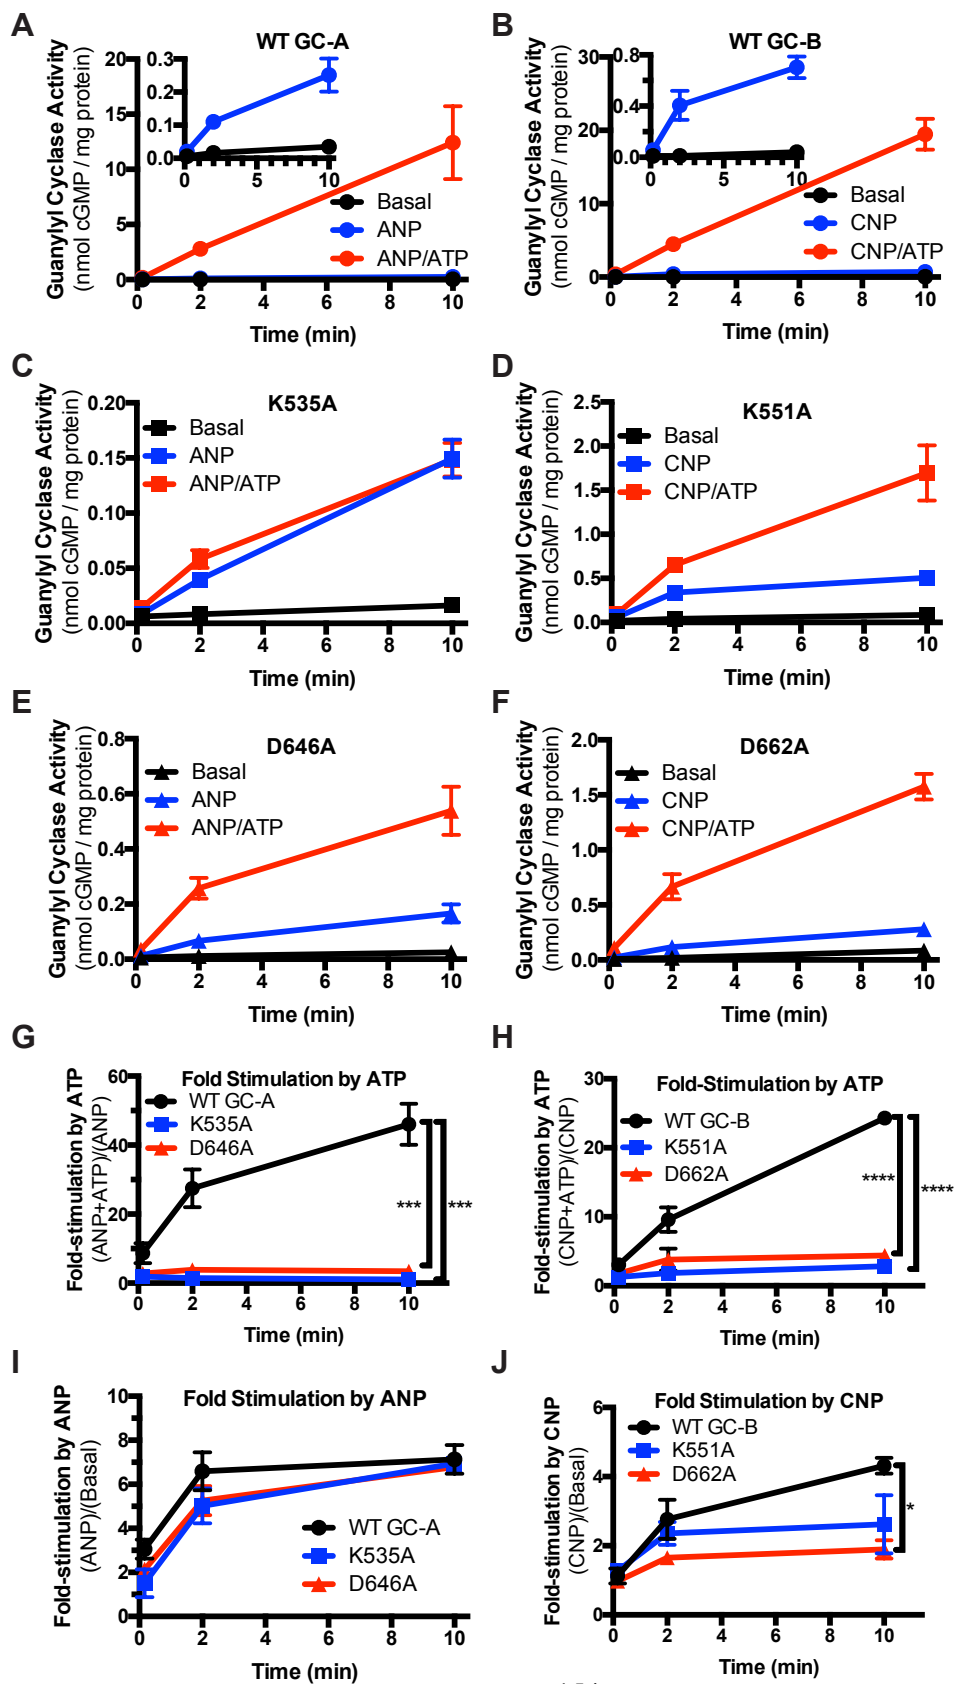 A
WT GC-A
Guanylyl Cyclase Activity
(nmol cGMP / mg protein)
20
15
10
5
0
0.3
0.2
0.1
0.0
0 5 10
Basal
ANP
ANP/ATP
0 2 4 6 8 10
Time (min)
B
WT GC-B
Guanylyl Cyclase Activity
(nmol cGMP / mg protein)
30
20
10
0
0.8
0.4
0.0
0 5 10
Basal
CNP
CNP/ATP
0 2 4 6 8 10
Time (min)
C
K535A
Guanylyl Cyclase Activity
(nmol cGMP / mg protein)
0.20
0.15
0.10
0.05
0.00
Basal
ANP
ANP/ATP
0 2 4 6 8 10
Time (min)
D
K551A
Guanylyl Cyclase Activity
(nmol cGMP / mg protein)
2.5
2.0
1.5
1.0
0.5
0.0
Basal
CNP
CNP/ATP
0 2 4 6 8 10
Time (min)
E
D646A
Guanylyl Cyclase Activity
(nmol cGMP / mg protein)
0.8
0.6
0.4
0.2
0.0
Basal
ANP
ANP/ATP
0 2 4 6 8 10
Time (min)
F
D662A
Guanylyl Cyclase Activity
(nmol cGMP / mg protein)
2.0
1.5
1.0
0.5
0.0
Basal
CNP
CNP/ATP
0 2 4 6 8 10
Time (min)
G
Fold Stimulation by ATP
Fold-stimulation by ATP
(ANP+ATP)/(ANP)
60
40
20
0
WT GC-A
K535A
D646A
*** ***
0 2 4 6 8 10
Time (min)
H
Fold-Stimulation by ATP
Fold-stimulation by ATP
(CNP+ATP)/(CNP)
30
20
10
0
WT GC-B
K551A
D662A
**** ****
0 2 4 6 8 10
Time (min)
I
Fold Stimulation by ANP
Fold-stimulation by ANP
(ANP)/(Basal)
10
8
6
4
2
0
WT GC-A
K535A
D646A
0 2 4 6 8 10
Time (min)
J
Fold Stimulation by CNP
Fold-stimulation by CNP
(CNP)/(Basal)
6
4
2
0
WT GC-B
K551A
D662A
*
0 2 4 6 8 10
Time (min)